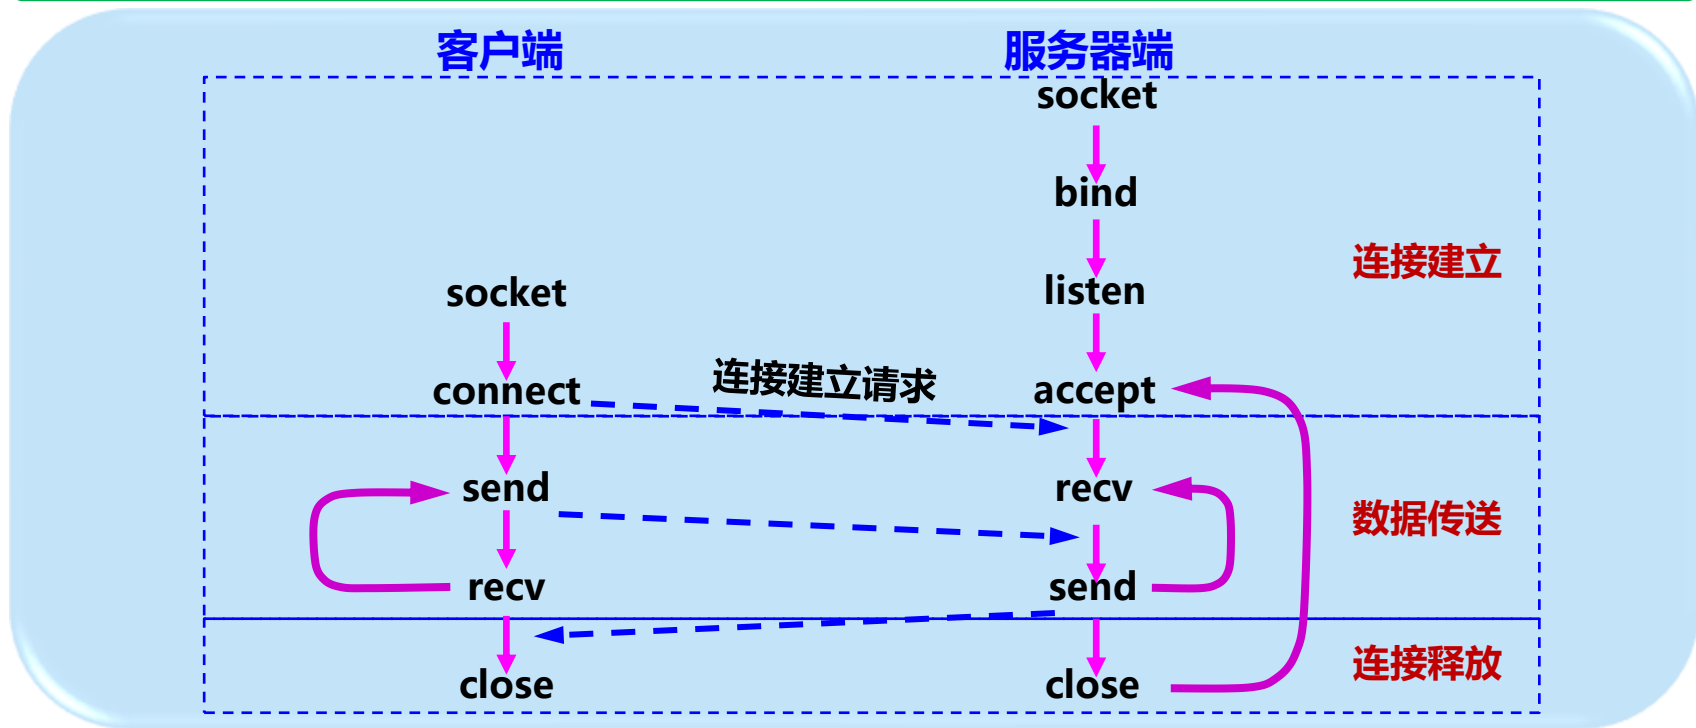 客户端
服务器端
socket
bind
连接建立
listen
socket
连接建立请求
connect
accept
send
recv
数据传送
recv
send
连接释放
close
close